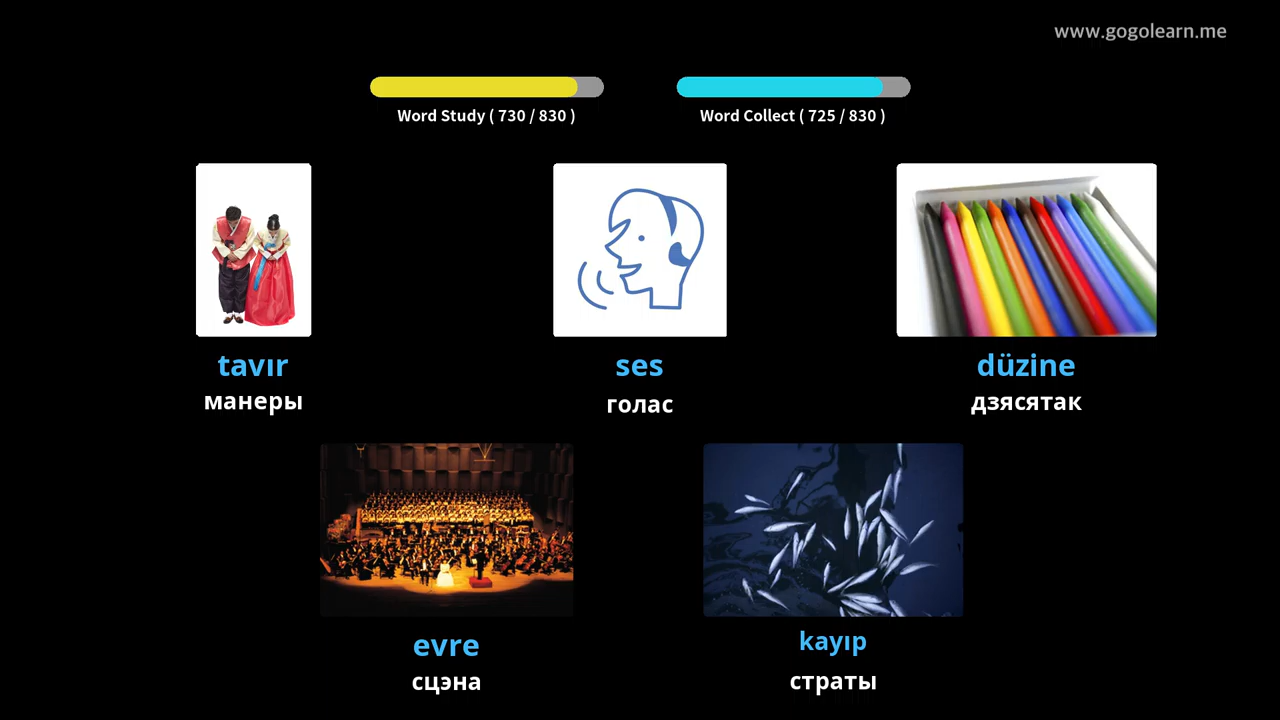 www.gogolearn.me
Word Study ( 730 / 830 )
Word Collect ( 725 / 830 )
tavır
манеры
ses
голас
düzine
дзясятак
evre
сцэна
kayıp
страты